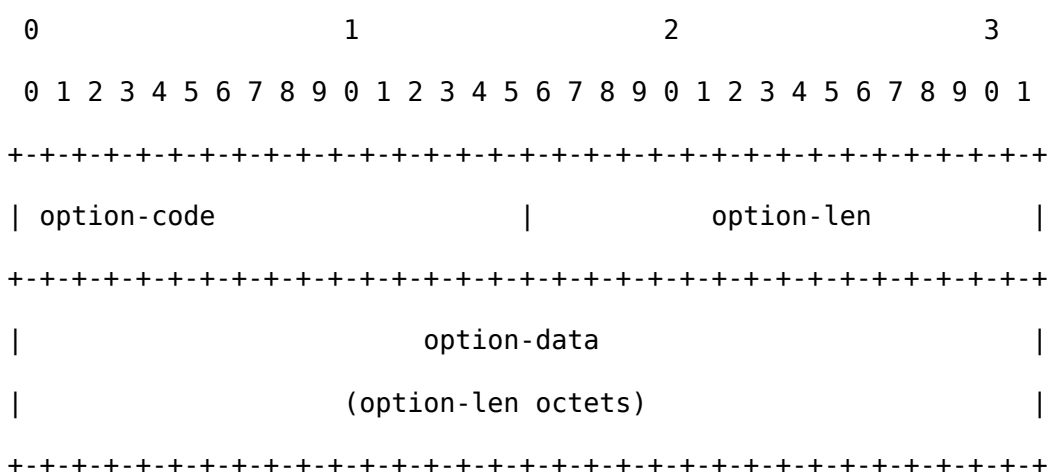 0                   1                   2                   3
 0 1 2 3 4 5 6 7 8 9 0 1 2 3 4 5 6 7 8 9 0 1 2 3 4 5 6 7 8 9 0 1
+-+-+-+-+-+-+-+-+-+-+-+-+-+-+-+-+-+-+-+-+-+-+-+-+-+-+-+-+-+-+-+-+
| option-code                   |           option-len          |
+-+-+-+-+-+-+-+-+-+-+-+-+-+-+-+-+-+-+-+-+-+-+-+-+-+-+-+-+-+-+-+-+
|                         option-data                           |
|                    (option-len octets)                        |
+-+-+-+-+-+-+-+-+-+-+-+-+-+-+-+-+-+-+-+-+-+-+-+-+-+-+-+-+-+-+-+-+